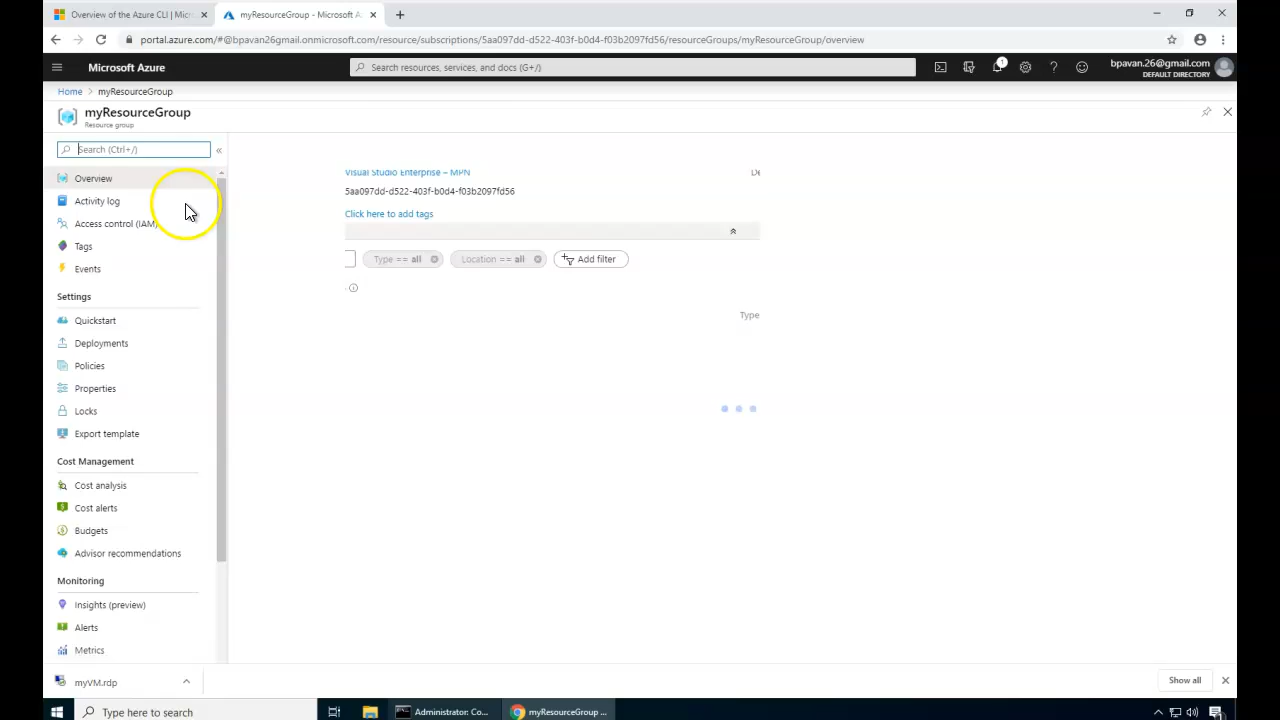 Overview of the Azure CLI | Micr
myResourceGroup - Microsoft A
portal.azure.com/#@bpavan26gmail.onmicrosoft.com/resource/subscriptions/5aa097dd-d522-403f-b0d4-f03b2097fd56/resourceGroups/myResourceGroup/overview
Microsoft Azure
Search resources, services, and docs (G+/)
1
bpavan.26@gmail.com
DEFAULT DIRECTORY
Home > myResourceGroup
myResourceGroup
Resource group
Search (Ctrl+/)
Overview
Activity log
Access control (IAM)
Tags
Events
Settings
Quickstart
Deployments
Policies
Properties
Locks
Export template
Cost Management
Cost analysis
Cost alerts
Budgets
Advisor recommendations
Monitoring
Insights (preview)
Alerts
Metrics
Visual Studio Enterprise – MPN
5aa097dd-d522-403f-b0d4-f03b2097fd56
Click here to add tags
Type == all
Location == all
Add filter
Type
myVM.rdp
Show all
Type here to search
Administrator: Co...
myResourceGroup ...